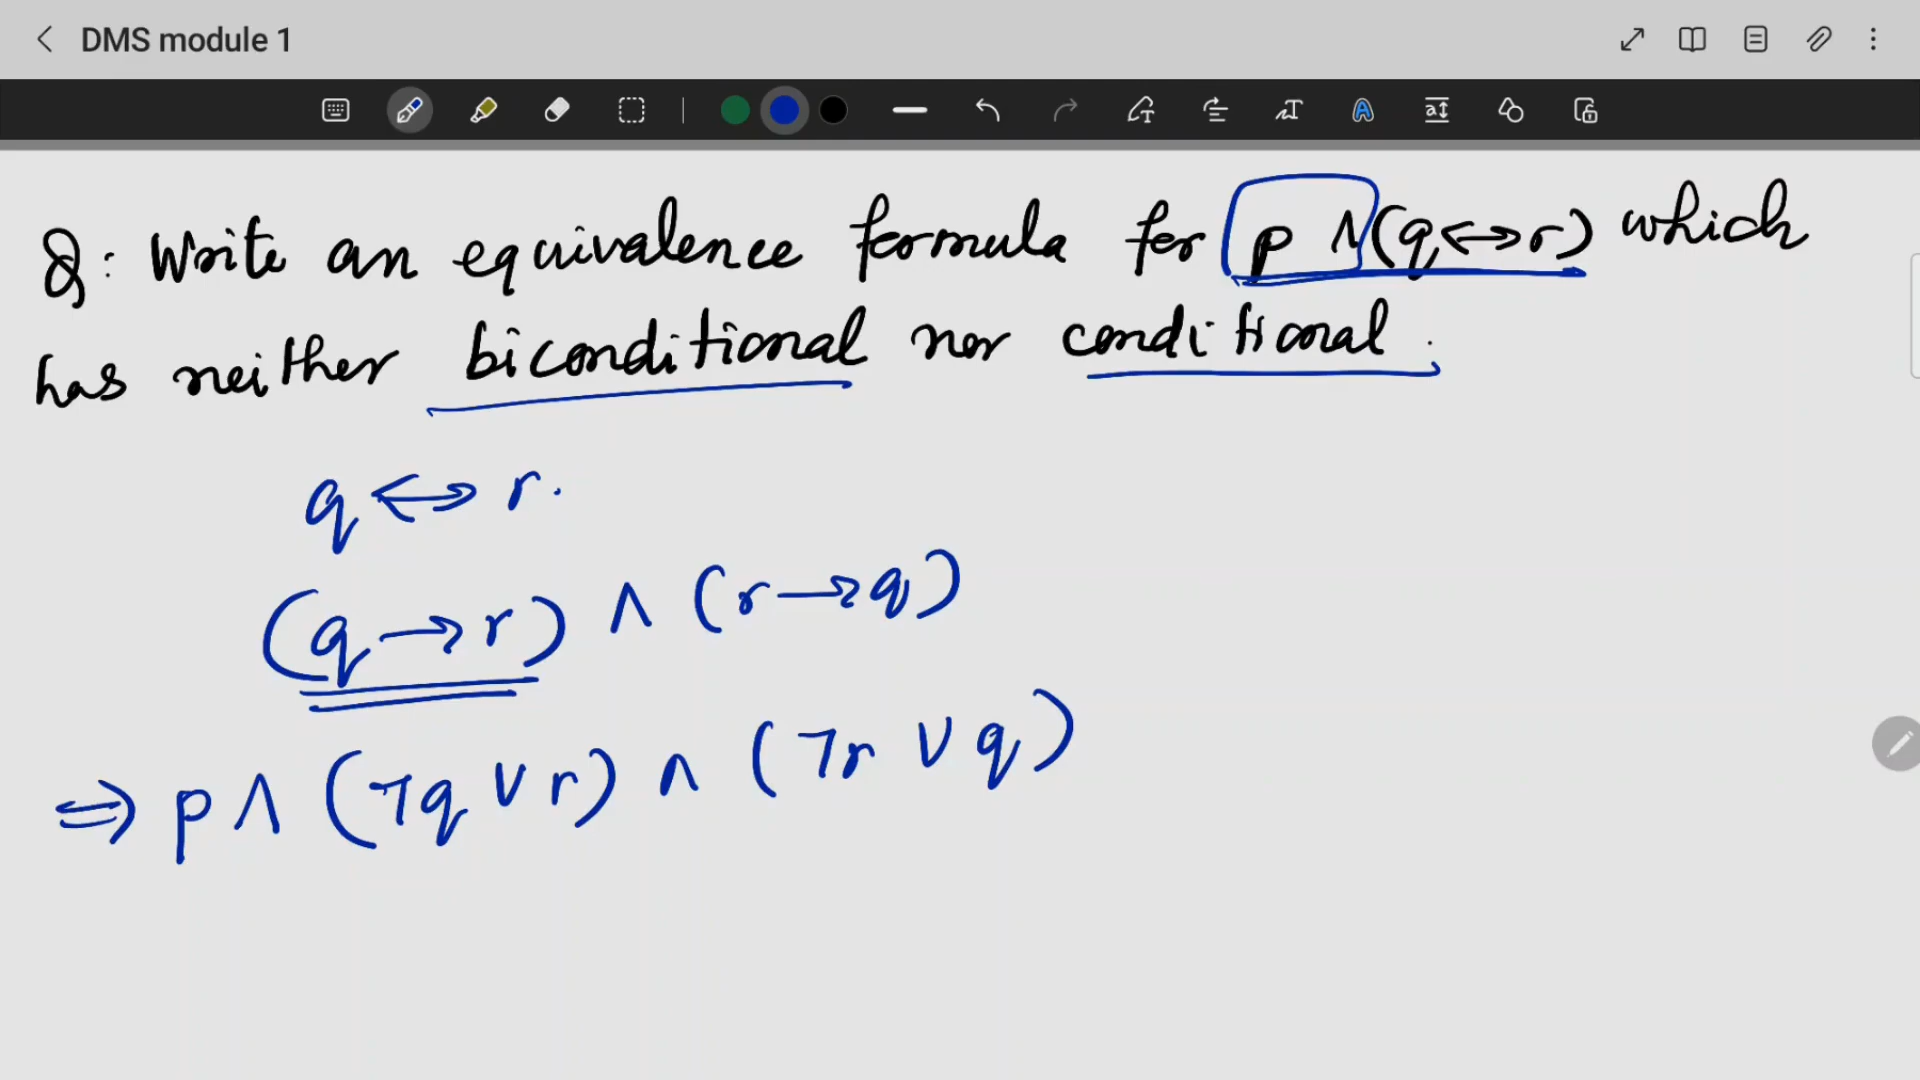 DMS module 1
Q: Write an equivalence formula for p ∧ (q ↔ r) which
has neither biconditional nor conditional.
q ↔ r.
(q → r) ∧ (r → q)
⇒ p ∧ (¬q ∨ r) ∧ (¬r ∨ q)